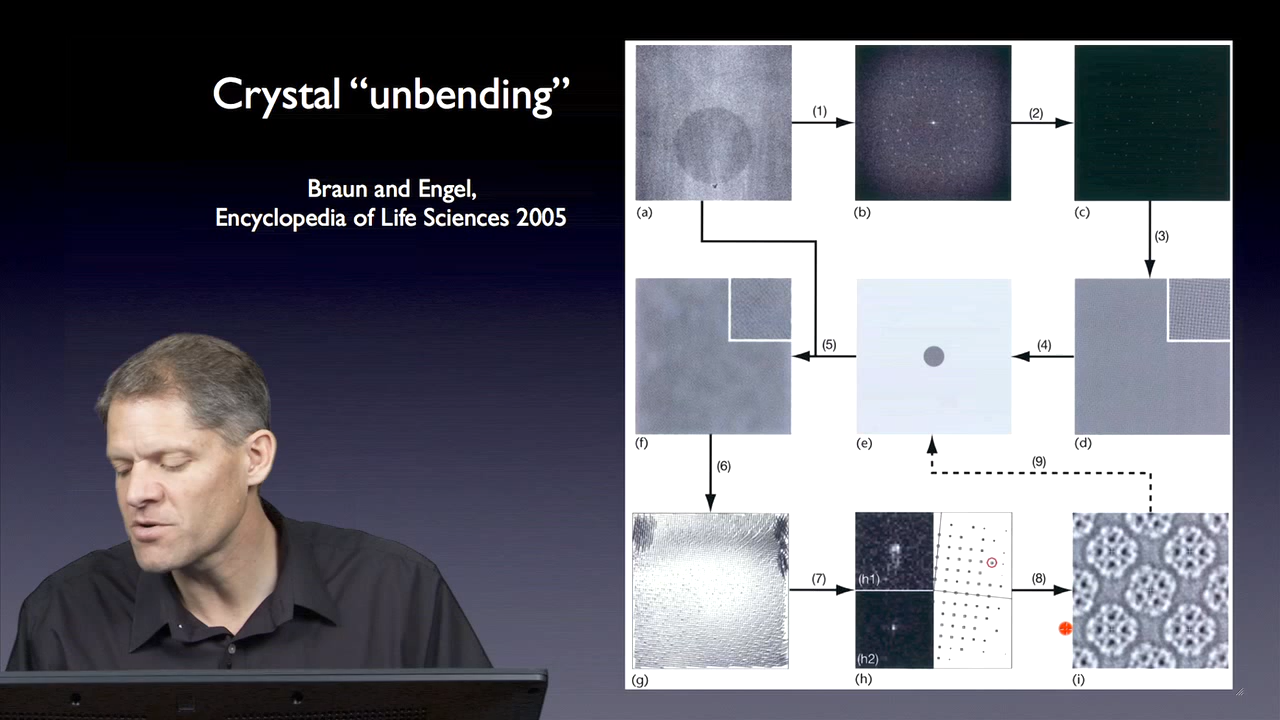 Crystal “unbending”
Braun and Engel,
Encyclopedia of Life Sciences 2005
(1)
(2)
(a)
(b)
(c)
(3)
(5)
(4)
(f)
(e)
(d)
(6)
(9)
(7)
(h1)
(8)
(h2)
(g)
(h)
(i)